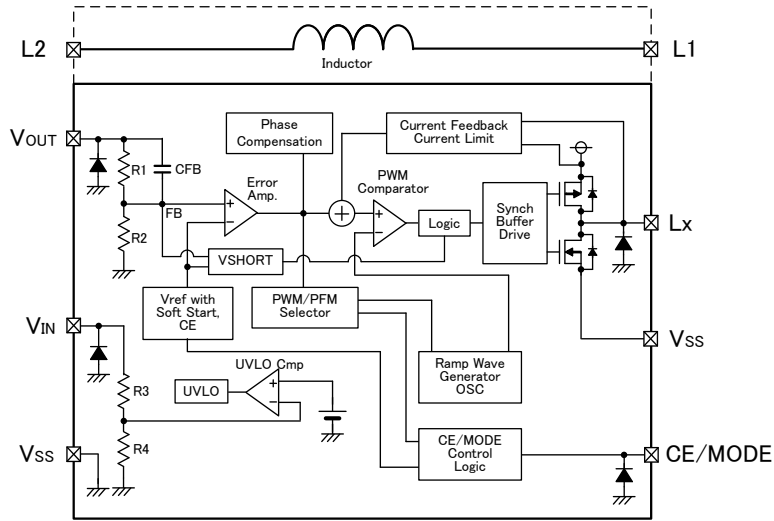 L2
L1
Inductor
VOUT
R1
CFB
FB
R2
Phase
Compensation
Error
Amp.
Current Feedback
Current Limit
PWM
Comparator
Logic
Synch
Buffer
Drive
Lx
VSHORT
Vref with
Soft Start,
CE
PWM/PFM
Selector
Ramp Wave
Generator
OSC
VSS
VIN
R3
R4
UVLO
UVLO Cmp
VSS
CE/MODE
Control
Logic
CE/MODE